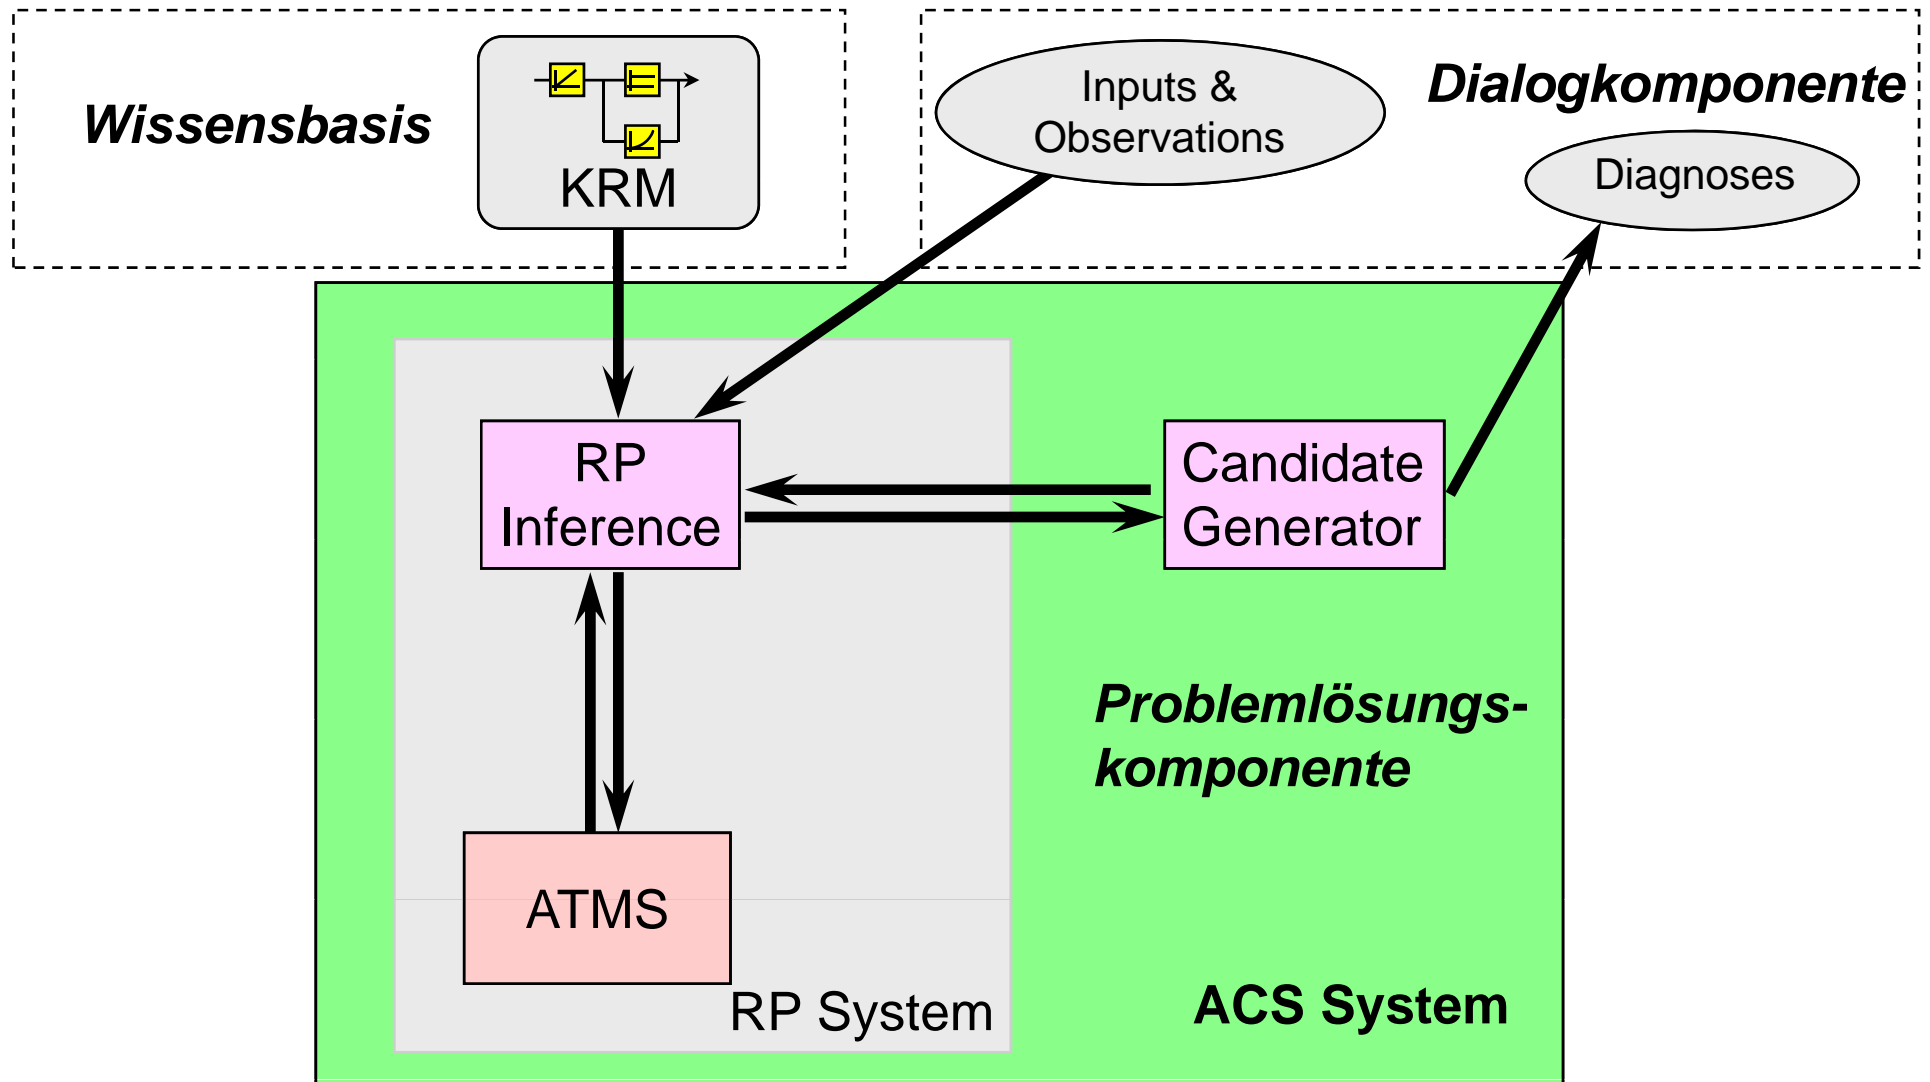 Wissensbasis
KRM
Inputs &
Observations
Dialogkomponente
Diagnoses
RP
Inference
Candidate
Generator
Problemlösungs-
komponente
ATMS
RP System
ACS System